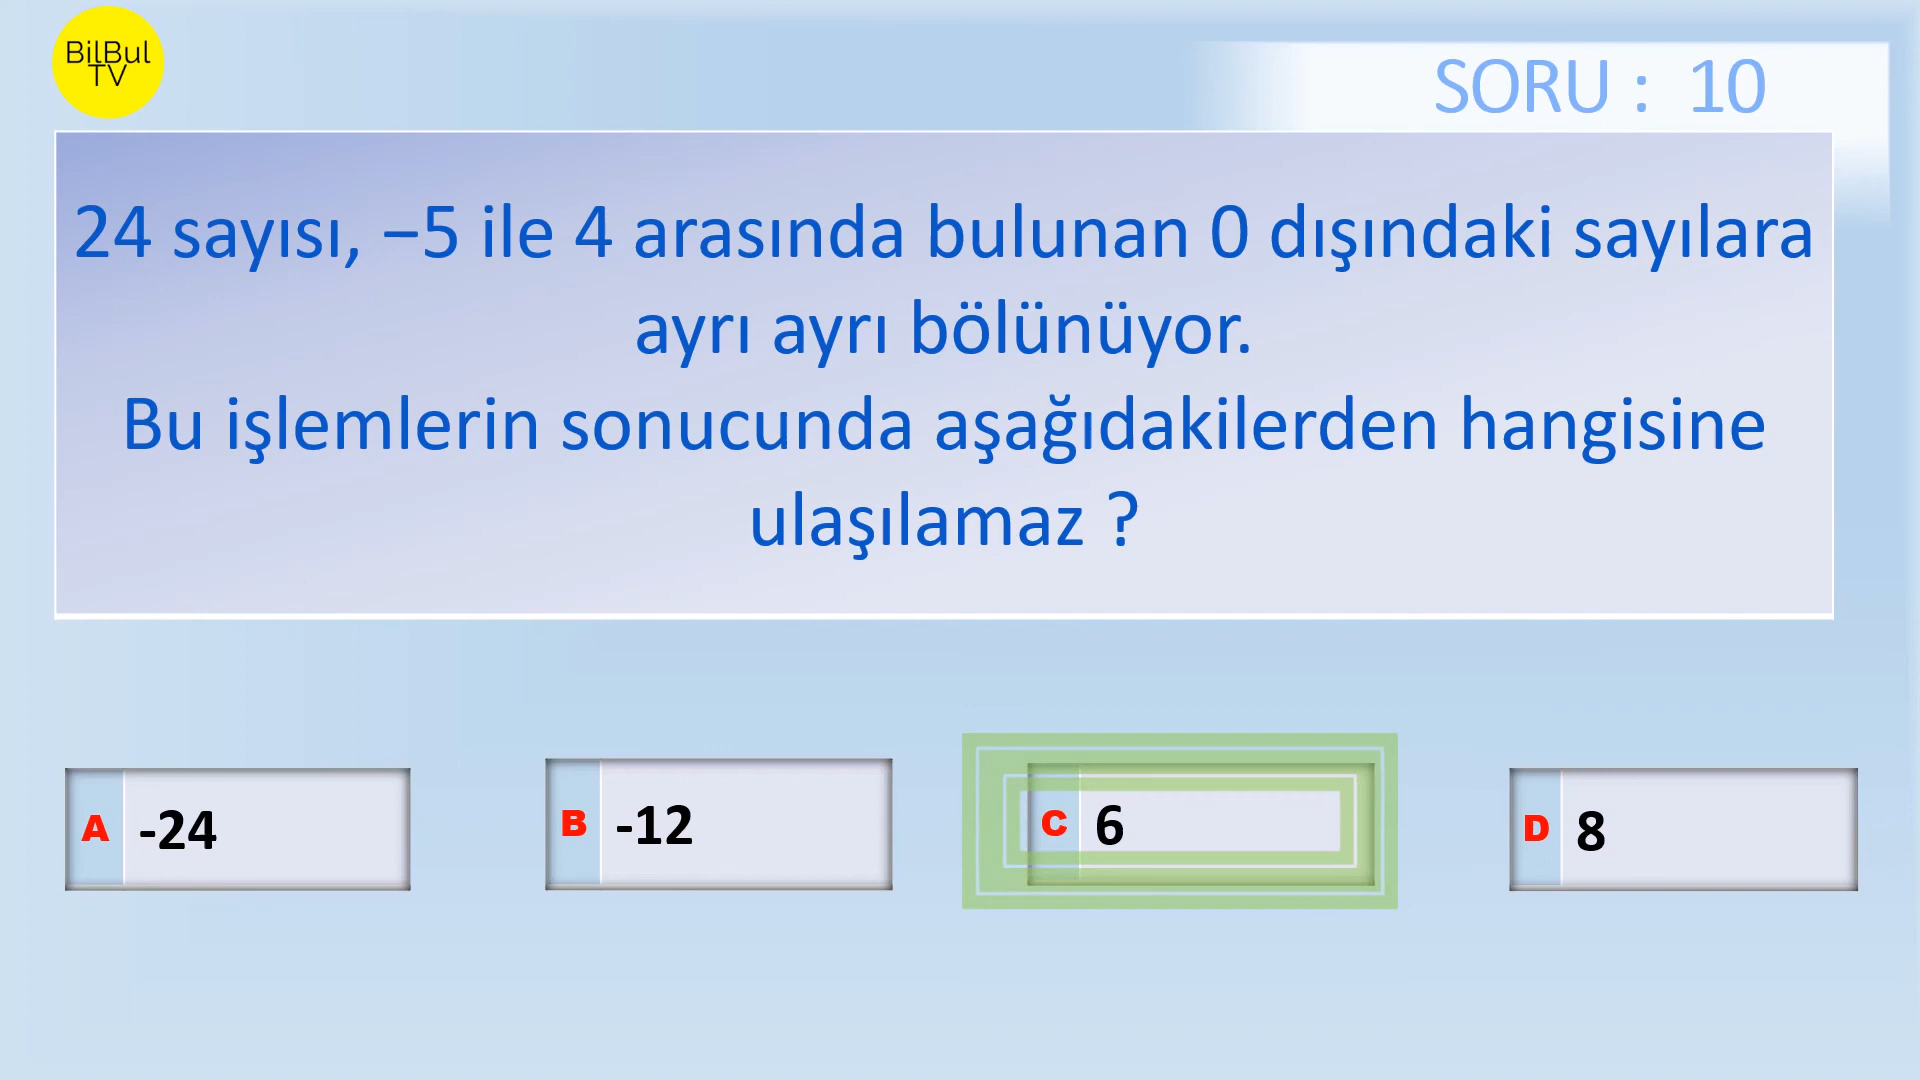 BilBul
TV
SORU : 10
24 sayısı, −5 ile 4 arasında bulunan 0 dışındaki sayılara
ayrı ayrı bölünüyor.
Bu işlemlerin sonucunda aşağıdakilerden hangisine
ulaşılamaz ?
A -24
B -12
C 6
D 8